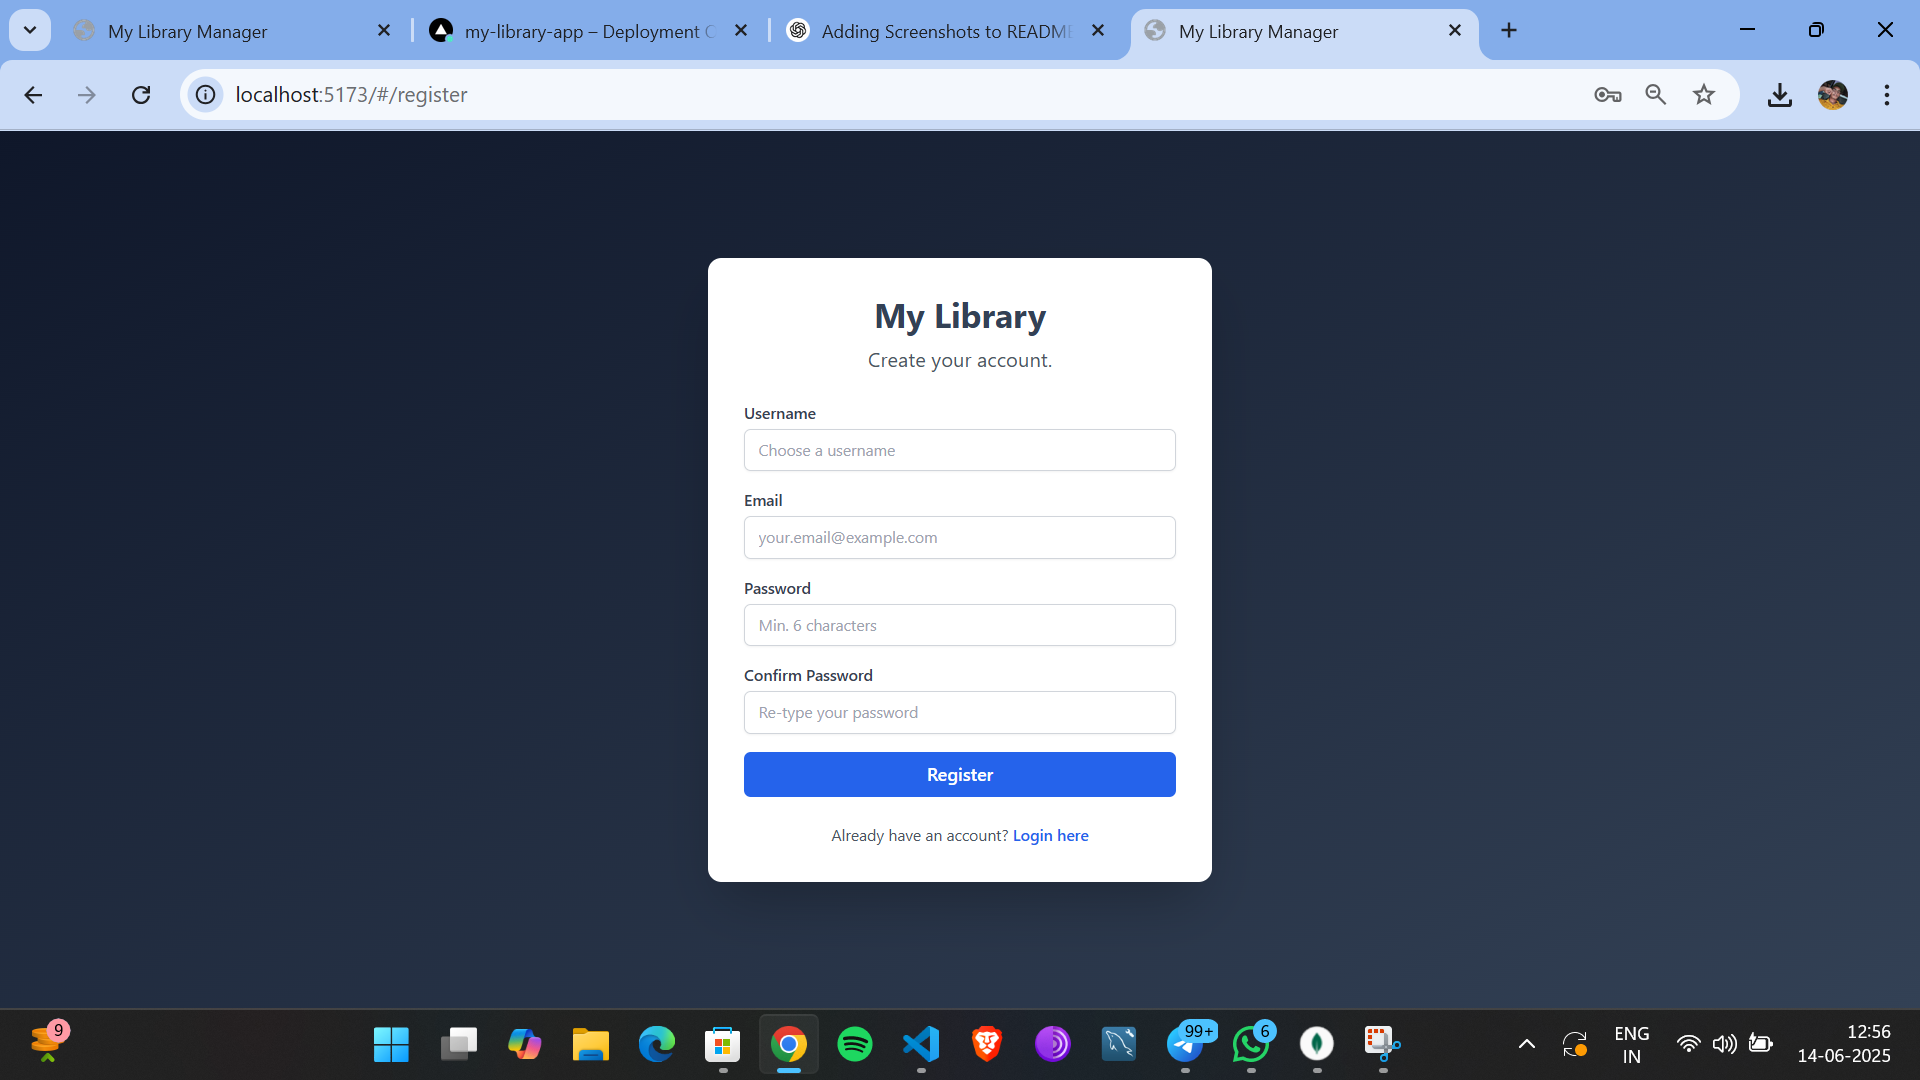 My Library Manager
my-library-app – Deployment O
Adding Screenshots to README
My Library Manager
localhost:5173/#/register
My Library
Create your account.
Username
Choose a username
Email
your.email@example.com
Password
Min. 6 characters
Confirm Password
Re-type your password
Register
Already have an account? Login here
9
99+
6
ENG
IN
12:56
14-06-2025